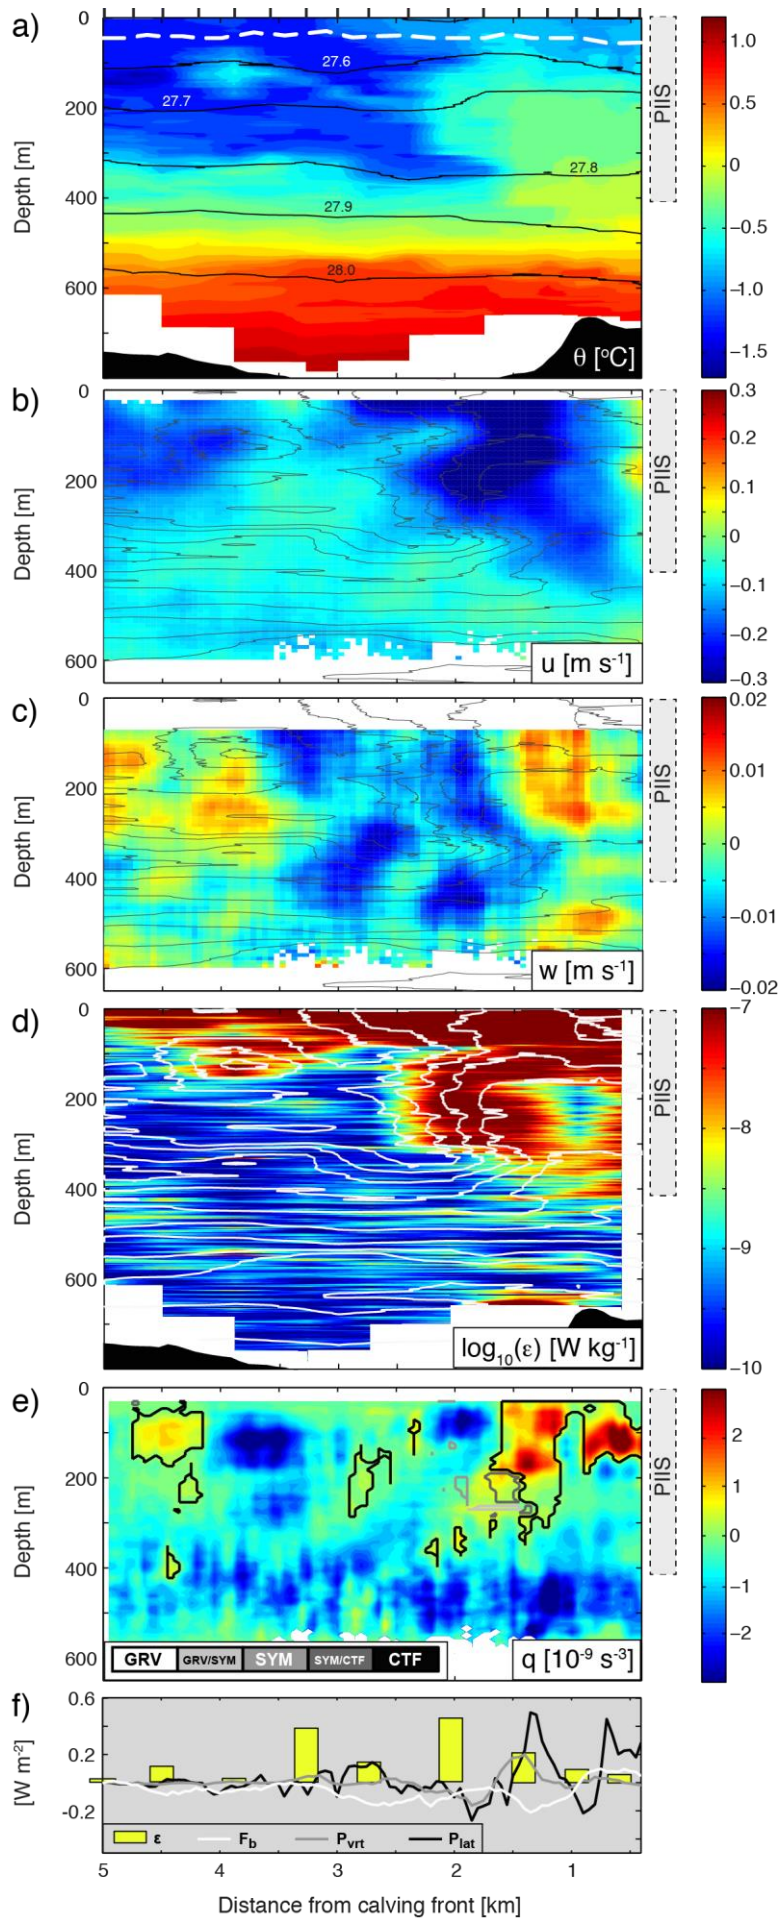 a)
0
200
400
600
Depth [m]
27.6
27.7
27.8
27.9
28.0
θ [°C]
PIIS
1.0
0.5
0
−0.5
−1.0
−1.5
b)
0
200
400
600
Depth [m]
u [m s-1]
PIIS
0.3
0.2
0.1
0
−0.1
−0.2
−0.3
c)
0
200
400
600
Depth [m]
w [m s-1]
PIIS
0.02
0.01
0
−0.01
−0.02
d)
0
200
400
600
Depth [m]
log10(ε) [W kg-1]
PIIS
−7
−8
−9
−10
e)
0
200
400
600
Depth [m]
GRV GRV/SYM SYM SYM/CTF CTF
q [10-9 s-3]
PIIS
2
1
0
−1
−2
f)
0.6
0.2
-0.2
[W m-2]
ε Fb Pvrt Plat
5 4 3 2 1
Distance from calving front [km]